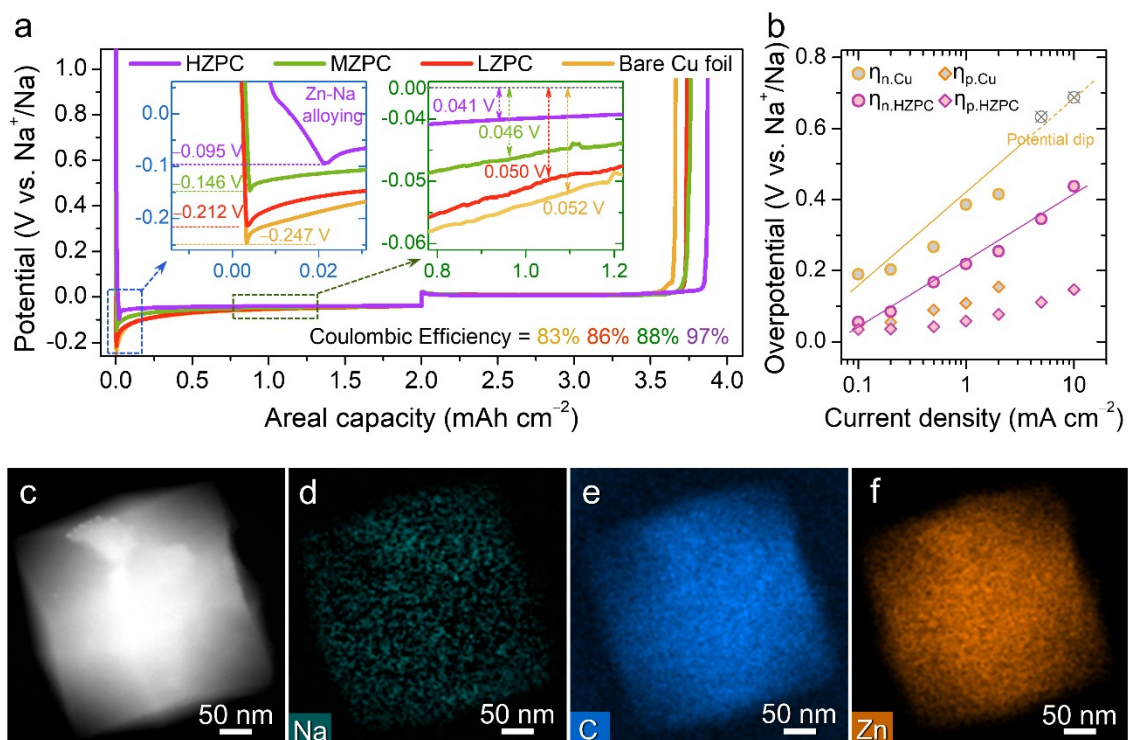 a
HZPC MZPC LZPC Bare Cu foil
Potential (V vs. Na⁺/Na)
1.0
0.8
0.6
0.4
0.2
0.0
−0.2
0.0 0.5 1.0 1.5 2.0 2.5 3.0 3.5 4.0
Areal capacity (mAh cm⁻²)
Zn-Na
alloying
0.0
-0.1
-0.2
−0.095 V
−0.146 V
−0.212 V
−0.247 V
0.00 0.02
0.00
-0.04
-0.05
-0.06
0.041 V
0.046 V
0.050 V
0.052 V
0.8 1.0 1.2
Coulombic Efficiency = 83% 86% 88% 97%
b
Overpotential (V vs. Na⁺/Na)
0.8
0.6
0.4
0.2
0.0
ηn.Cu ηp.Cu
ηn.HZPC ηp.HZPC
Potential dip
0.1 1 10
Current density (mA cm⁻²)
c
50 nm
d
Na
50 nm
e
C
50 nm
f
Zn
50 nm